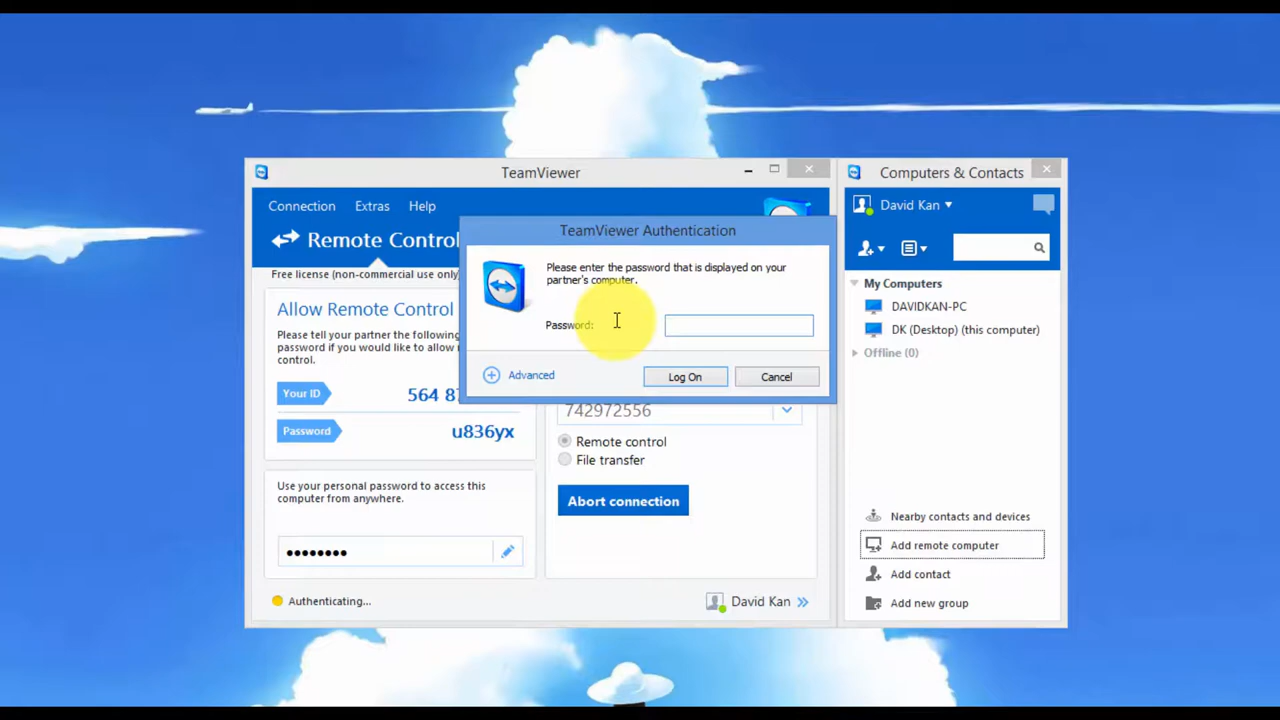 TeamViewer
Connection Extras Help
Remote Control
Free license (non-commercial use only)
Allow Remote Control
Please tell your partner the following
password if you would like to allow
control.
Your ID 564 8
Password u836yx
Use your personal password to access this
computer from anywhere.
••••••••
Authenticating...
TeamViewer Authentication
Please enter the password that is displayed on your
partner's computer.
Password:
Advanced
Log On
Cancel
742972556
Remote control
File transfer
Abort connection
David Kan
Computers & Contacts
David Kan
My Computers
DAVIDKAN-PC
DK (Desktop) (this computer)
Offline (0)
Nearby contacts and devices
Add remote computer
Add contact
Add new group